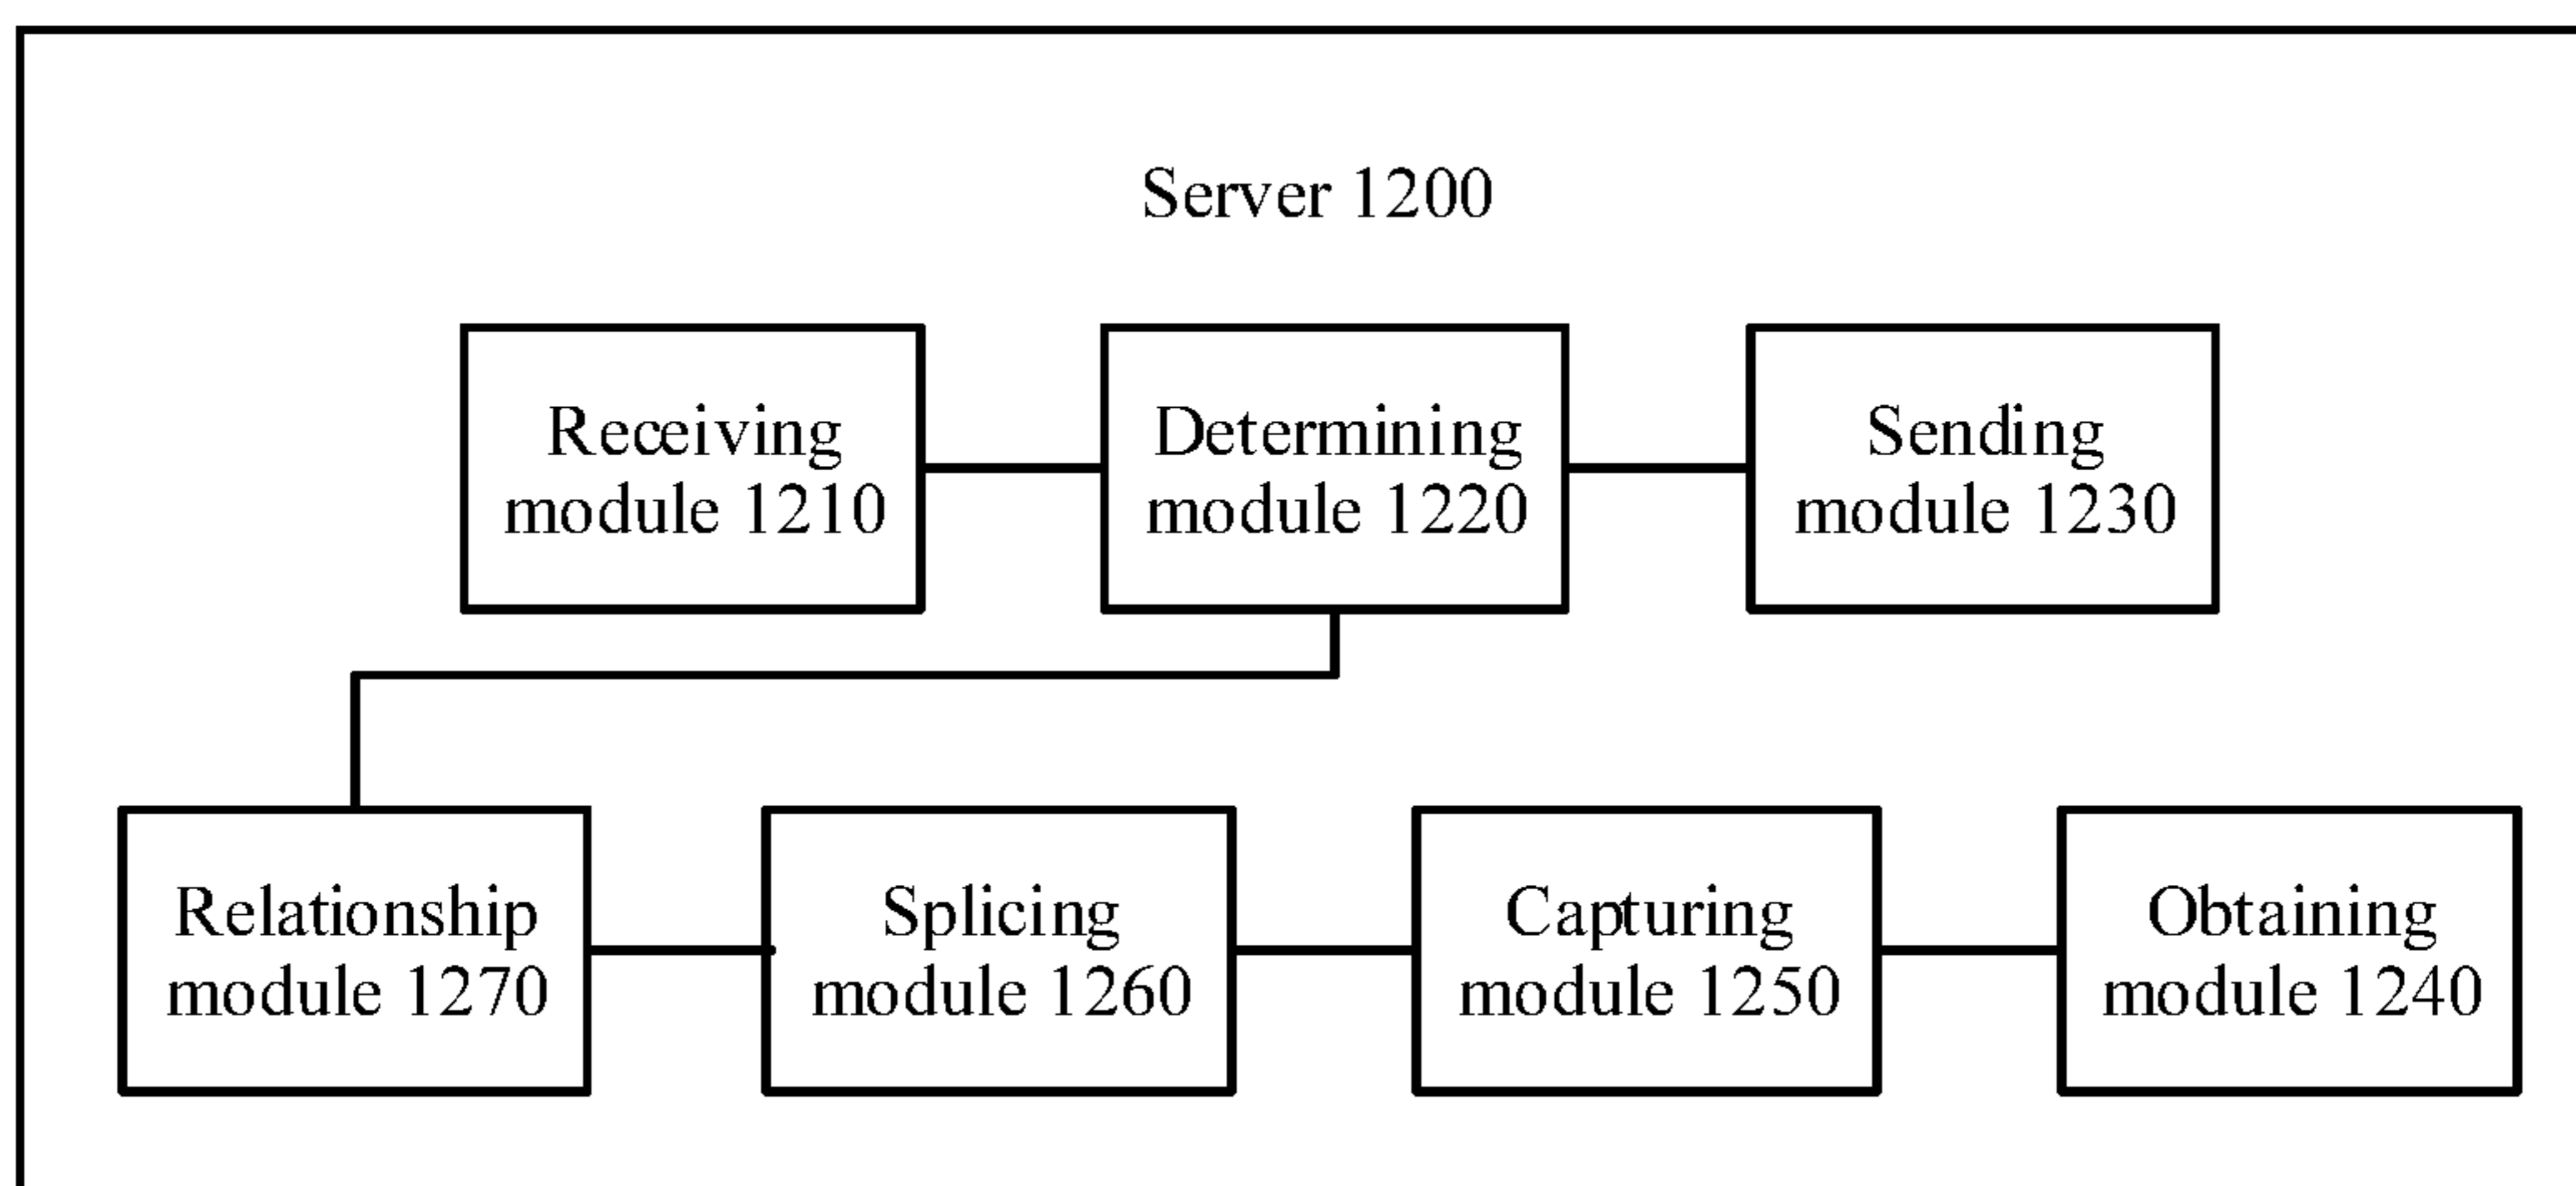 Server 1200
Receiving
module 1210
Determining
module 1220
Sending
module 1230
Relationship
module 1270
Splicing
module 1260
Capturing
module 1250
Obtaining
module 1240